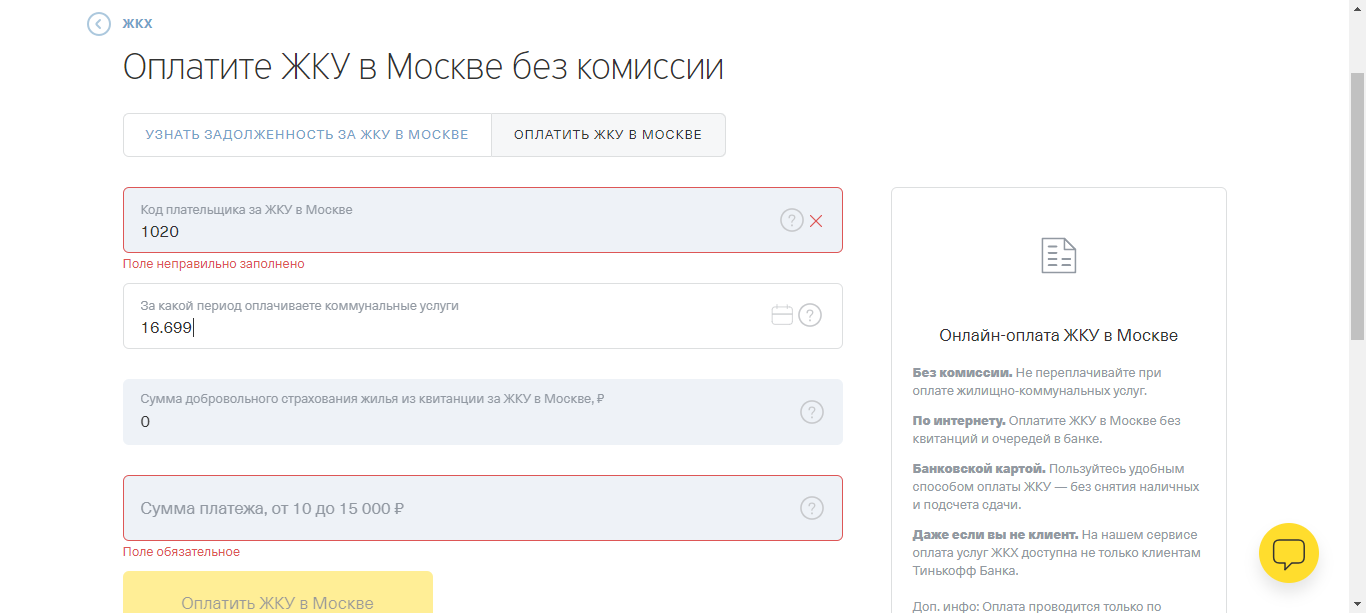 ЖКХ
Оплатите ЖКУ в Москве без комиссии
УЗНАТЬ ЗАДОЛЖЕННОСТЬ ЗА ЖКУ В МОСКВЕ
ОПЛАТИТЬ ЖКУ В МОСКВЕ
Код плательщика за ЖКУ в Москве
1020
?
Поле неправильно заполнено
За какой период оплачиваете коммунальные услуги
16.699
?
Сумма добровольного страхования жилья из квитанции за ЖКУ в Москве, ₽
0
?
Сумма платежа, от 10 до 15 000 ₽
?
Поле обязательное
Оплатить ЖКУ в Москве
Онлайн-оплата ЖКУ в Москве
Без комиссии. Не переплачивайте при
оплате жилищно-коммунальных услуг.
По интернету. Оплатите ЖКУ в Москве без
квитанций и очередей в банке.
Банковской картой. Пользуйтесь удобным
способом оплаты ЖКУ — без снятия наличных
и подсчета сдачи.
Даже если вы не клиент. На нашем сервисе
оплата услуг ЖКХ доступна не только клиентам
Тинькофф Банка.
Доп. инфо: Оплата проводится только по